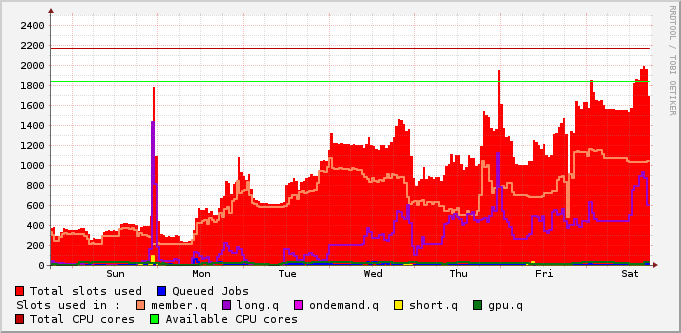 RRDTOOL / TOBI OETIKER
2400
2200
2000
1800
1600
1400
1200
1000
800
600
400
200
0
Sun Mon Tue Wed Thu Fri Sat
Total slots used Queued Jobs
Slots used in : member.q long.q ondemand.q short.q gpu.q
Total CPU cores Available CPU cores